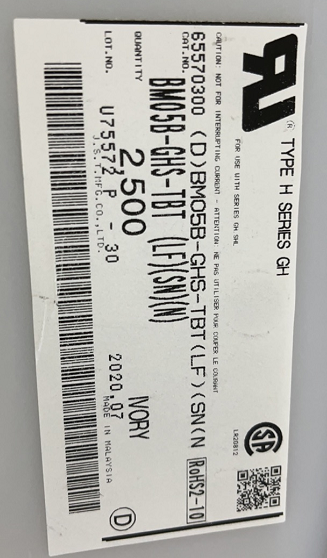 TYPE H SERIES GH
FOR USE WITH SERIES GH SHL
LR20812
CAUTION: NOT FOR INTERRUPTING CURRENT - ATTENTION: NE PAS UTILISER POUR COUPER LE COURANT
65570300 (D)BM05B-GHS-TBT(LF)(SN(N
CAT.NO.
RoHS2-10
BM05B-GHS-TBT (LF)(SN)(N)
QUANTITY
2,500
IVORY
LOT.NO.
U75572 P - 30
2020,07
J.S.T.MFG.CO.,LTD.
MADE IN MALAYSIA
D